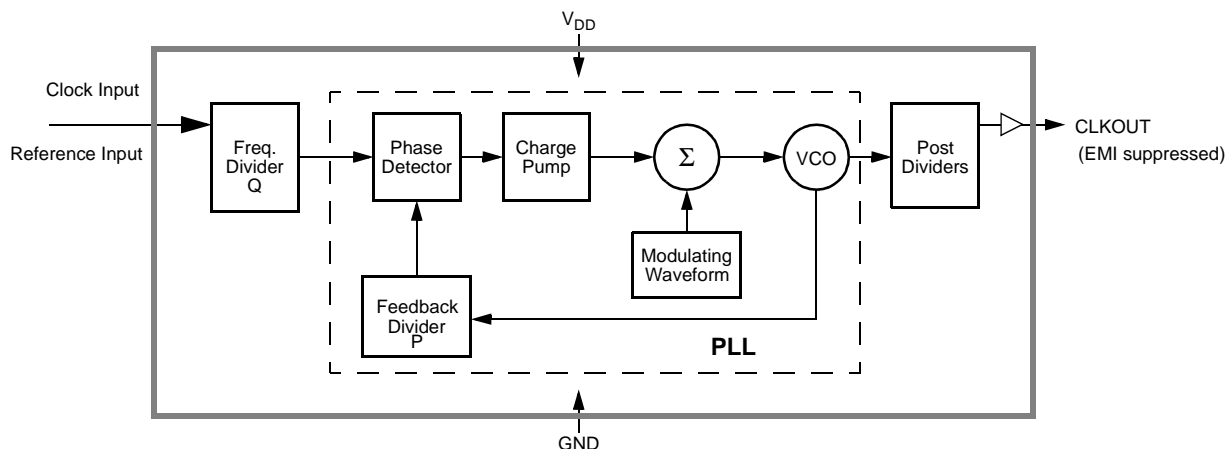 V_DD
Clock Input
Reference Input
Freq.
Divider
Q
Phase
Detector
Charge
Pump
Σ
VCO
Post
Dividers
CLKOUT
(EMI suppressed)
Modulating
Waveform
Feedback
Divider
P
PLL
GND